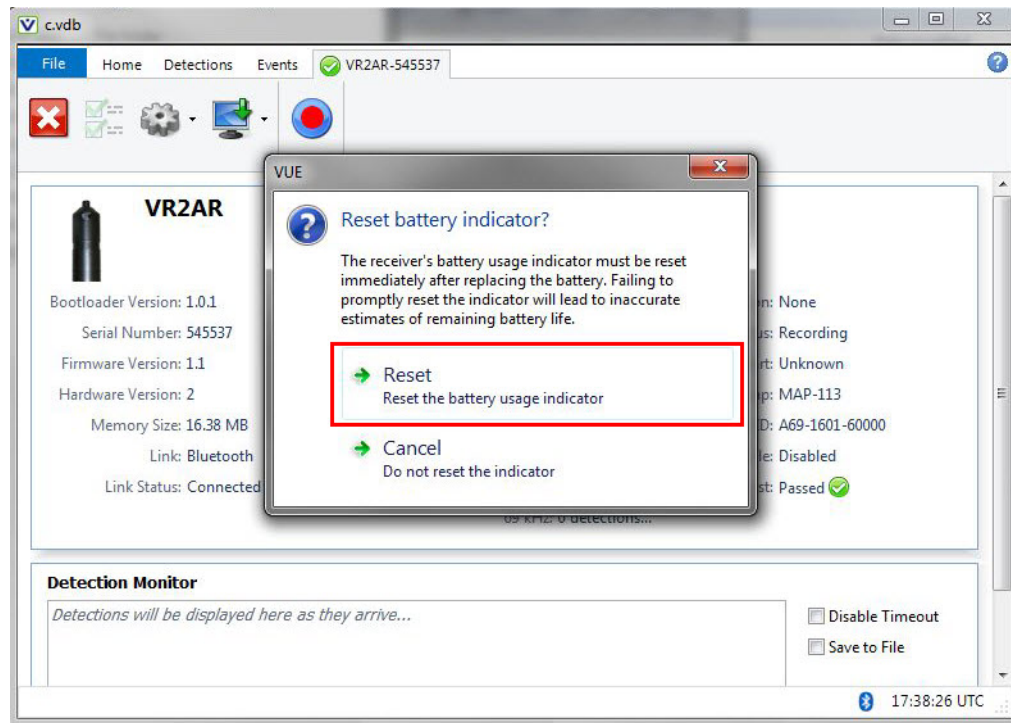 c.vdb
File Home Detections Events VR2AR-545537
VUE
Reset battery indicator?
The receiver's battery usage indicator must be reset
immediately after replacing the battery. Failing to
promptly reset the indicator will lead to inaccurate
estimates of remaining battery life.
Reset
Reset the battery usage indicator
Cancel
Do not reset the indicator
VR2AR
Bootloader Version: 1.0.1
Serial Number: 545537
Firmware Version: 1.1
Hardware Version: 2
Memory Size: 16.38 MB
Link: Bluetooth
Link Status: Connected
None
Recording
Unknown
MAP-113
A69-1601-60000
Disabled
Passed
69 kHz: 0 detections...
Detection Monitor
Detections will be displayed here as they arrive...
Disable Timeout
Save to File
17:38:26 UTC